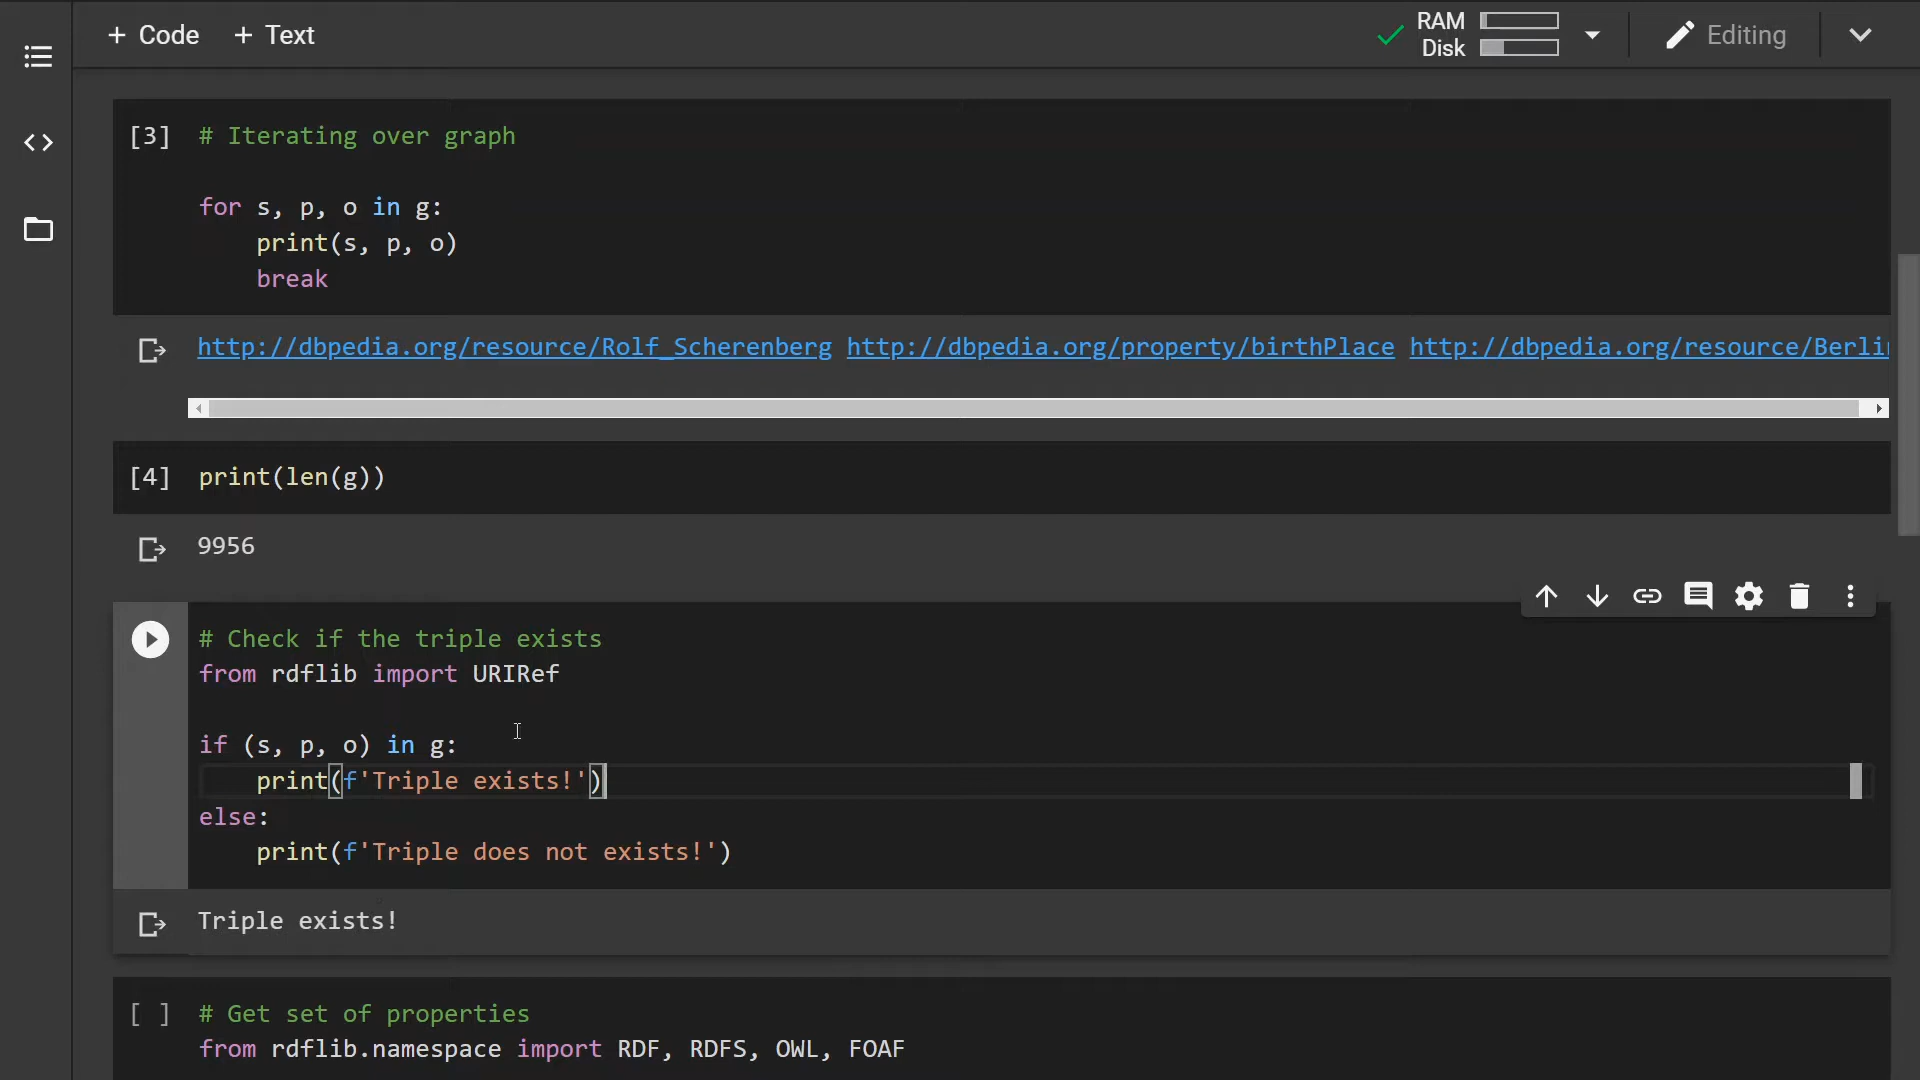 + Code + Text
RAM
Disk
Editing
[3] # Iterating over graph
for s, p, o in g:
    print(s, p, o)
    break
http://dbpedia.org/resource/Rolf_Scherenberg http://dbpedia.org/property/birthPlace http://dbpedia.org/resource/Berli
[4] print(len(g))
9956
# Check if the triple exists
from rdflib import URIRef
if (s, p, o) in g:
    print(f'Triple exists!')
else:
    print(f'Triple does not exists!')
Triple exists!
[ ] # Get set of properties
from rdflib.namespace import RDF, RDFS, OWL, FOAF